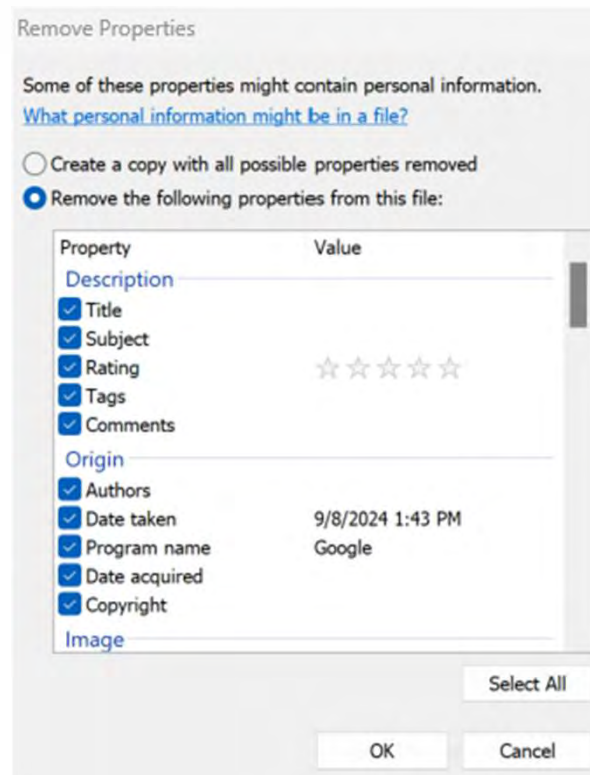 Remove Properties
Some of these properties might contain personal information.
What personal information might be in a file?
Create a copy with all possible properties removed
Remove the following properties from this file:
Property Value
Description
Title
Subject
Rating
Tags
Comments
Origin
Authors
Date taken 9/8/2024 1:43 PM
Program name Google
Date acquired
Copyright
Image
Select All
OK Cancel